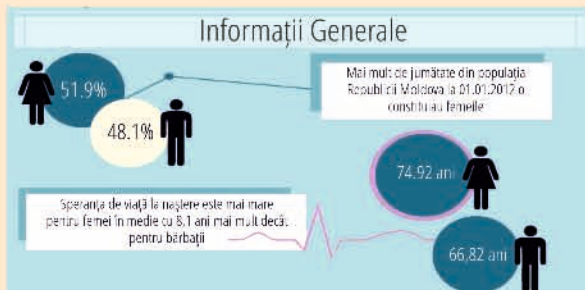 Informații Generale
51.9%
48.1%
Mai mult de jumătate din populația
Republicii Moldova la 01.01.2012 o
constituiau femeile
74.92 ani
Speranța de viață la naștere este mai mare
pentru femei în medie cu 8,1 ani mai mult decât
pentru bărbații
66,82 ani